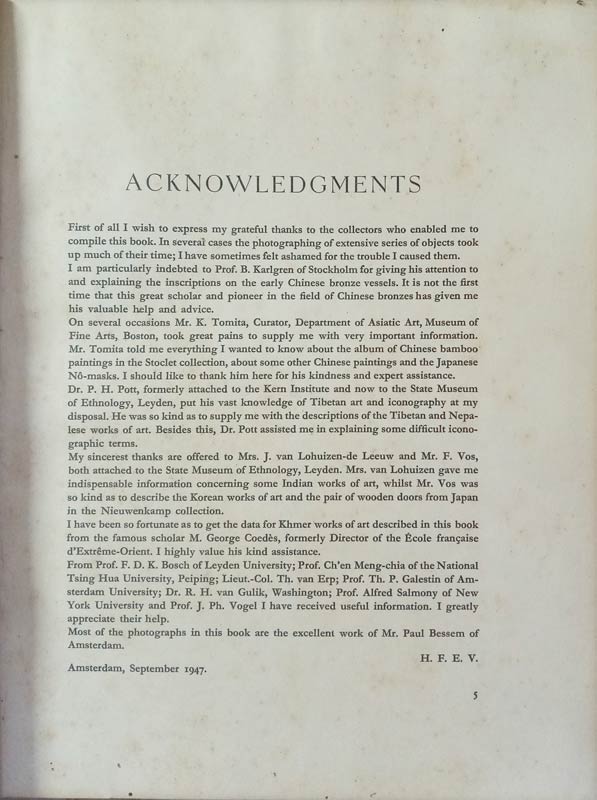 ACKNOWLEDGMENTS
First of all I wish to express my grateful thanks to the collectors who enabled me to
compile this book. In several cases the photographing of extensive series of objects took
up much of their time; I have sometimes felt ashamed for the trouble I caused them.
I am particularly indebted to Prof. B. Karlgren of Stockholm for giving his attention to
and explaining the inscriptions on the early Chinese bronze vessels. It is not the first
time that this great scholar and pioneer in the field of Chinese bronzes has given me
his valuable help and advice.
On several occasions Mr. K. Tomita, Curator, Department of Asiatic Art, Museum of
Fine Arts, Boston, took great pains to supply me with very important information.
Mr. Tomita told me everything I wanted to know about the album of Chinese bamboo
paintings in the Stoclet collection, about some other Chinese paintings and the Japanese
Nô-masks. I should like to thank him here for his kindness and expert assistance.
Dr. P. H. Pott, formerly attached to the Kern Institute and now to the State Museum
of Ethnology, Leyden, put his vast knowledge of Tibetan art and iconography at my
disposal. He was so kind as to supply me with the descriptions of the Tibetan and Nepa-
lese works of art. Besides this, Dr. Pott assisted me in explaining some difficult icono-
graphic terms.
My sincerest thanks are offered to Mrs. J. van Lohuizen-de Leeuw and Mr. F. Vos,
both attached to the State Museum of Ethnology, Leyden. Mrs. van Lohuizen gave me
indispensable information concerning some Indian works of art, whilst Mr. Vos was
so kind as to describe the Korean works of art and the pair of wooden doors from Japan
in the Nieuwenkamp collection.
I have been so fortunate as to get the data for Khmer works of art described in this book
from the famous scholar M. George Coedès, formerly Director of the École française
d'Extrême-Orient. I highly value his kind assistance.
From Prof. F. D. K. Bosch of Leyden University; Prof. Ch'en Meng-chia of the National
Tsing Hua University, Peiping; Lieut.-Col. Th. van Erp; Prof. Th. P. Galestin of Am-
sterdam University; Dr. R. H. van Gulik, Washington; Prof. Alfred Salmony of New
York University and Prof. J. Ph. Vogel I have received useful information. I greatly
appreciate their help.
Most of the photographs in this book are the excellent work of Mr. Paul Bessem of
Amsterdam.
H. F. E. V.
Amsterdam, September 1947.
5